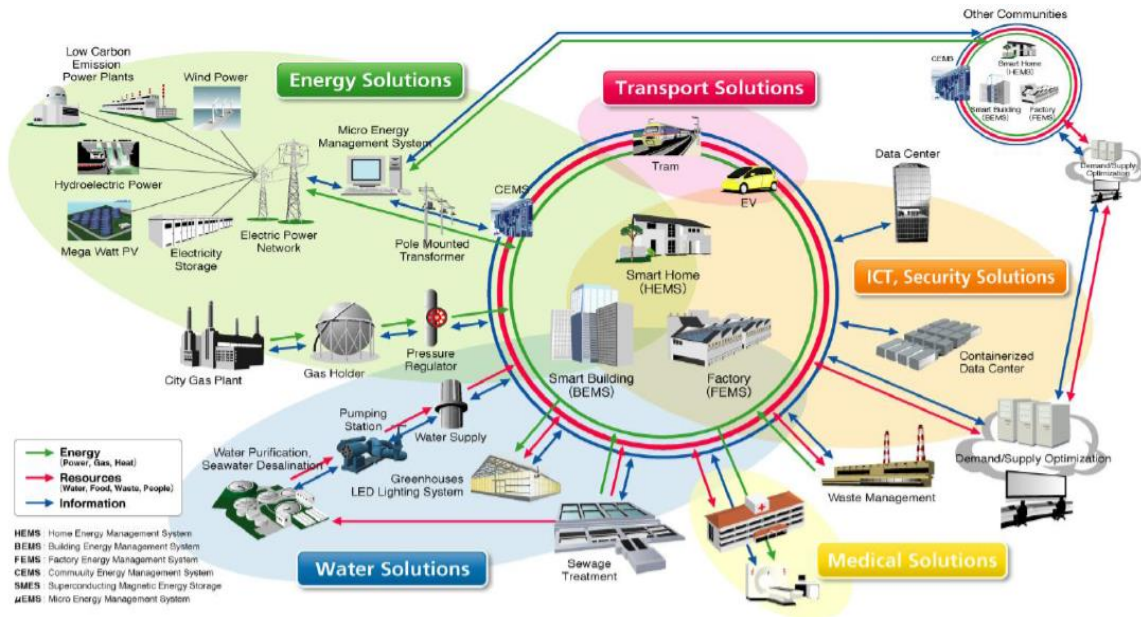 Other Communities
Low Carbon
Emission
Power Plants
Wind Power
Energy Solutions
Transport Solutions
CEMS
Smart Home
(HEMS)
Smart Building
(BEMS)
Factory
(FEMS)
Micro Energy
Management System
Tram
Data Center
Demand/Supply
Optimization
Hydroelectric Power
CEMS
EV
Mega Watt PV
Electricity
Storage
Electric Power
Network
Pole Mounted
Transformer
Smart Home
(HEMS)
ICT, Security Solutions
City Gas Plant
Gas Holder
Pressure
Regulator
Smart Building
(BEMS)
Factory
(FEMS)
Containerized
Data Center
Pumping
Station
Water Supply
Water Purification,
Seawater Desalination
Greenhouses
LED Lighting System
Waste Management
Demand/Supply Optimization
Energy
(Power, Gas, Heat)
Resources
(Water, Food, Waste, People)
Information
HEMS : Home Energy Management System
BEMS : Building Energy Management System
FEMS : Factory Energy Management System
CEMS : Commuuity Energy Management System
SMES : Superconducting Magnetic Energy Storage
μEMS : Micro Energy Management System
Water Solutions
Sewage
Treatment
Medical Solutions